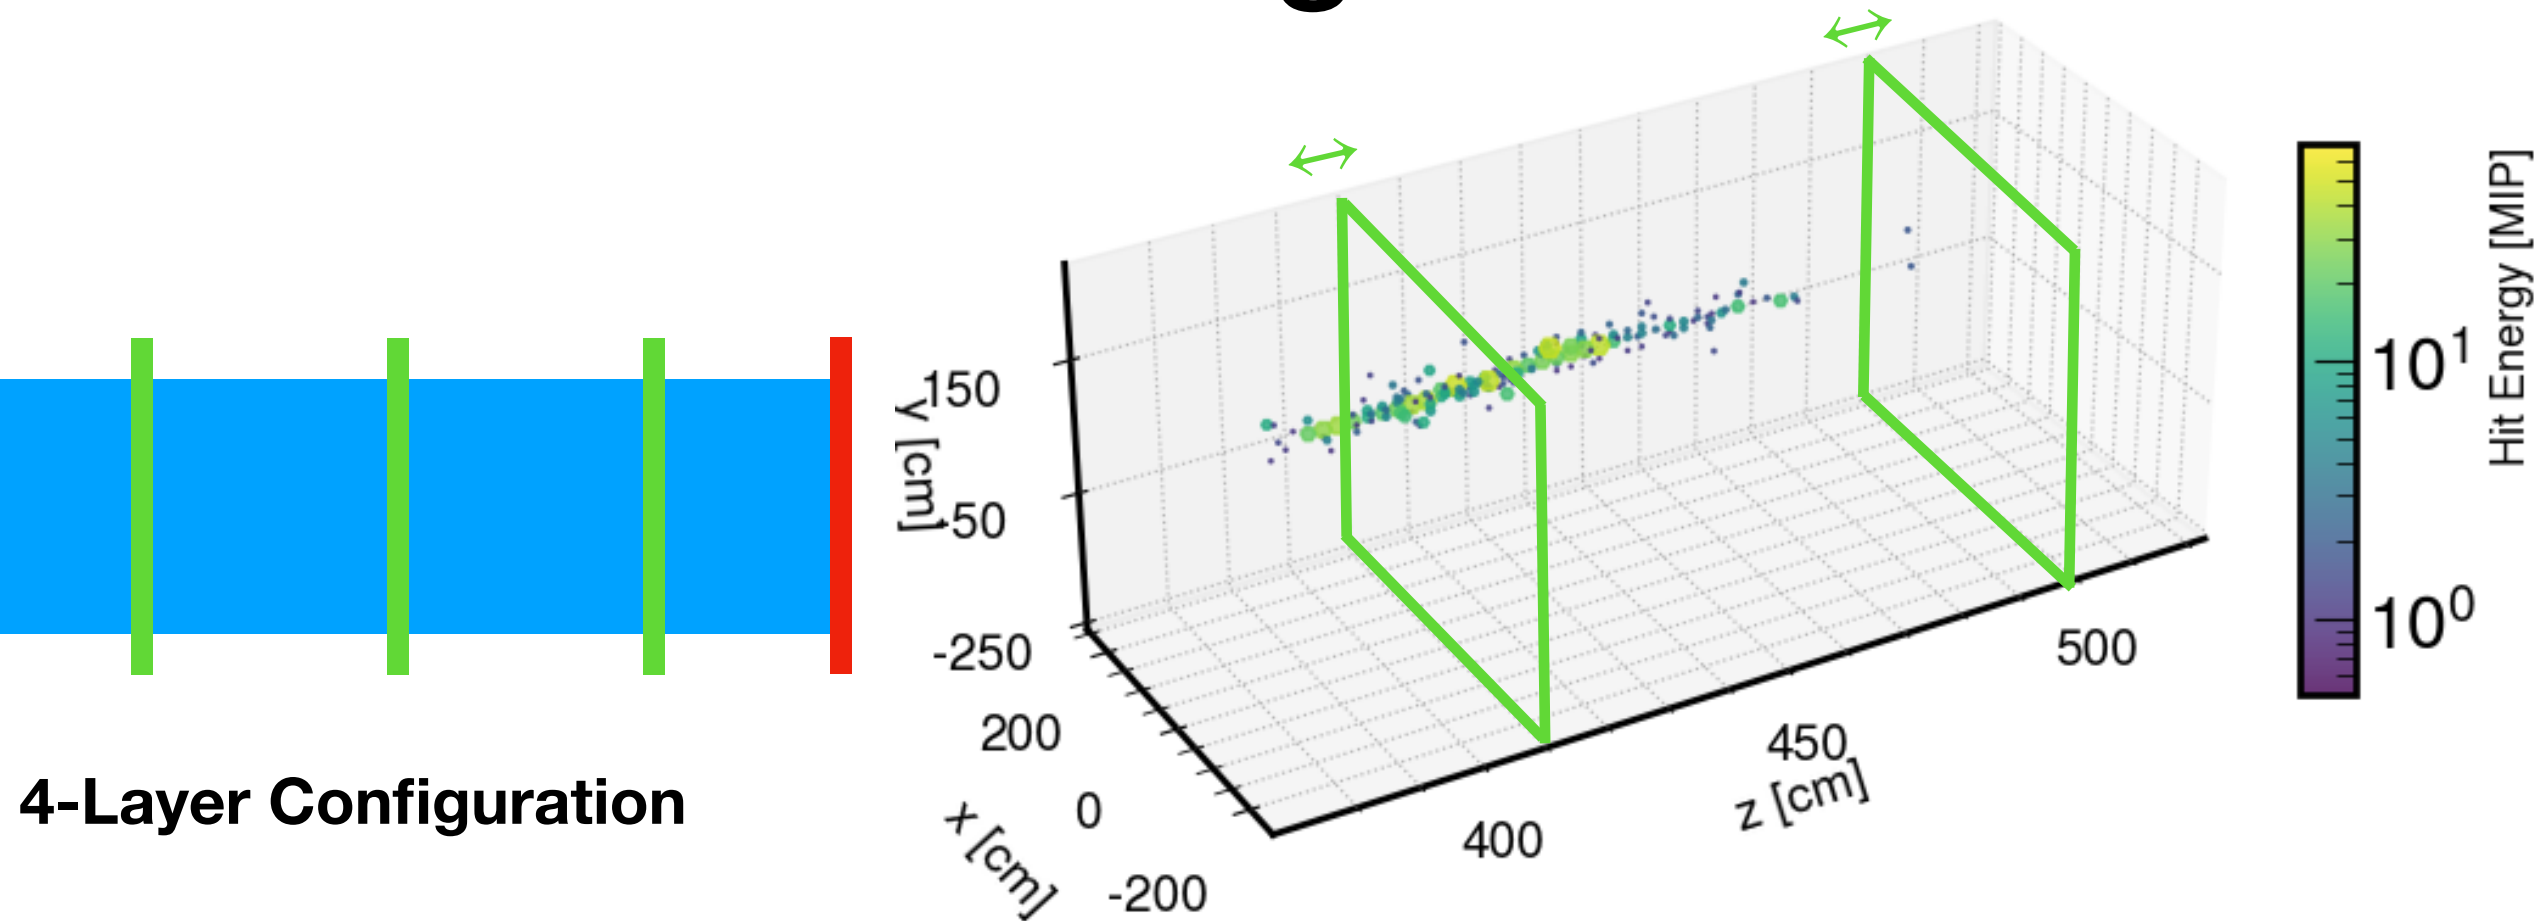 4-Layer Configuration
150
-50
-250
y [cm]
200
0
-200
x [cm]
400
450
500
z [cm]
10¹
10⁰
Hit Energy [MIP]